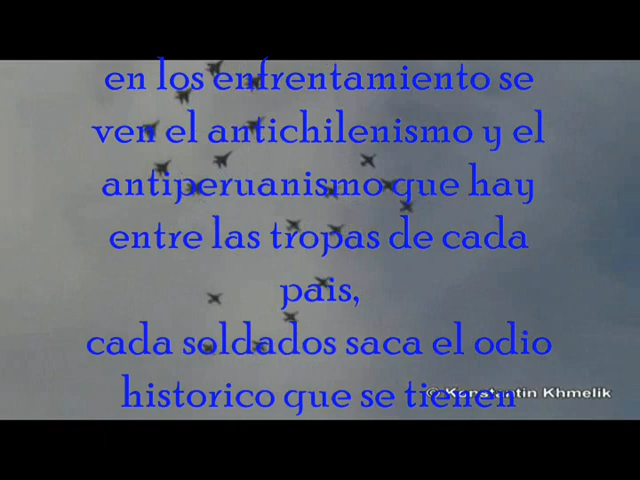 en los enfrentamiento se
ven el antichilenismo y el
antiperuanismo que hay
entre las tropas de cada
pais,
cada soldados saca el odio
historico que se tienen
© Konstantin Khmelik